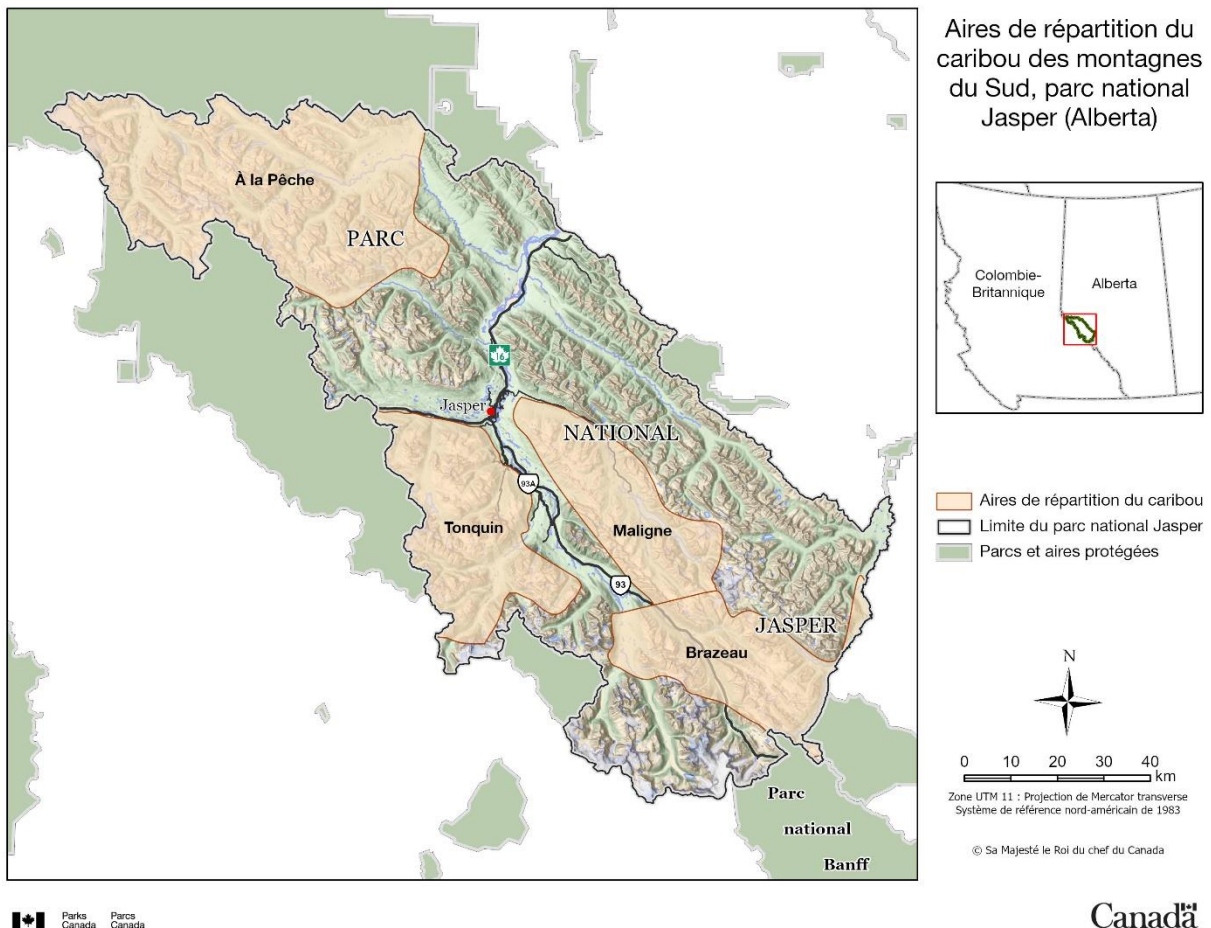 Aires de répartition du
caribou des montagnes
du Sud, parc national
Jasper (Alberta)
À la Pêche
PARC
16
Jasper
NATIONAL
93A
Tonquin
Maligne
93
JASPER
Brazeau
Parc
national
Banff
Colombie-
Britannique
Alberta
Aires de répartition du caribou
Limite du parc national Jasper
Parcs et aires protégées
N
0 10 20 30 40
km
Zone UTM 11 : Projection de Mercator transverse
Système de référence nord-américain de 1983
© Sa Majesté le Roi du chef du Canada
Parks Parcs
Canada Canada
Canada